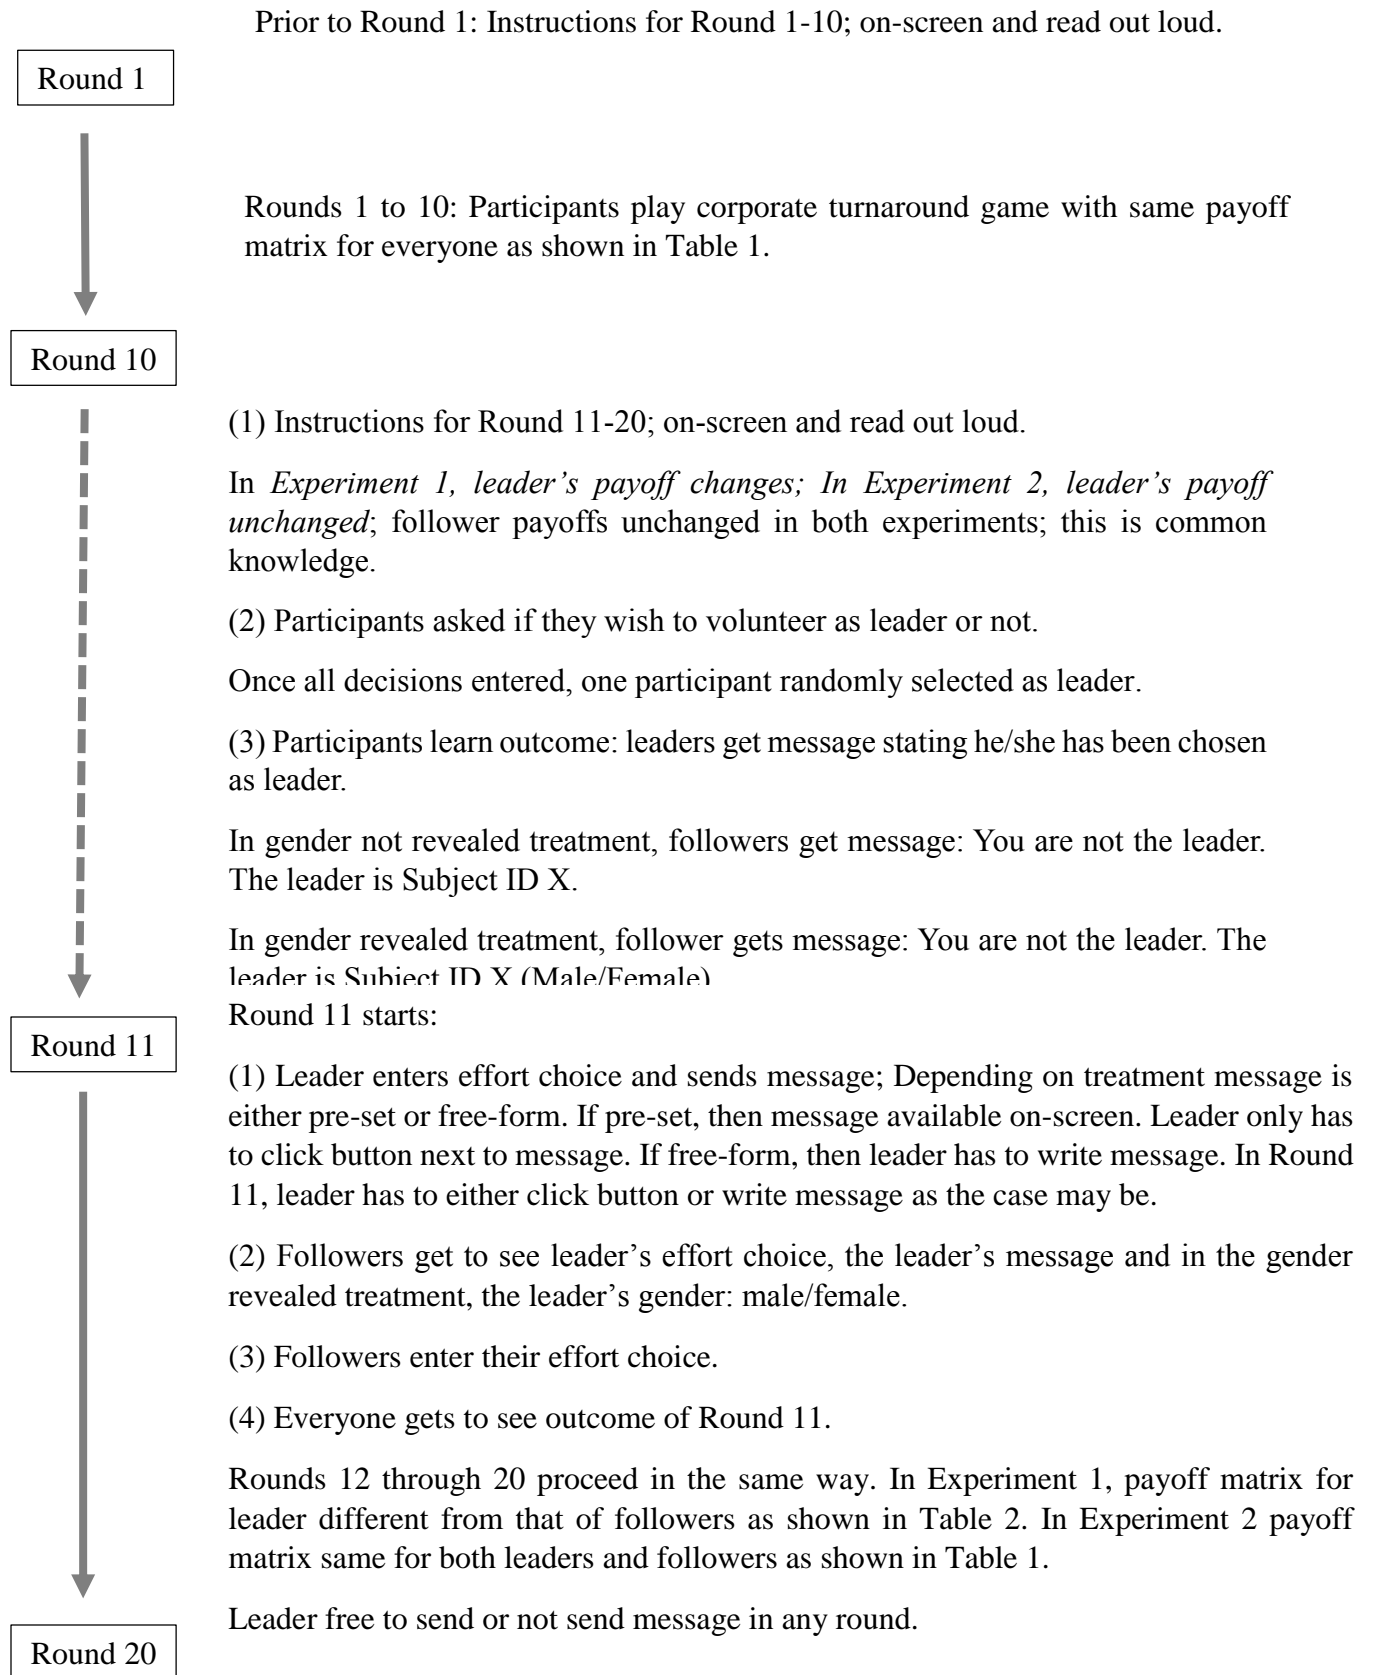 Prior to Round 1: Instructions for Round 1-10; on-screen and read out loud.
Round 1
Rounds 1 to 10: Participants play corporate turnaround game with same payoff
matrix for everyone as shown in Table 1.
Round 10
(1) Instructions for Round 11-20; on-screen and read out loud.
In Experiment 1, leader's payoff changes; In Experiment 2, leader's payoff
unchanged; follower payoffs unchanged in both experiments; this is common
knowledge.
(2) Participants asked if they wish to volunteer as leader or not.
Once all decisions entered, one participant randomly selected as leader.
(3) Participants learn outcome: leaders get message stating he/she has been chosen
as leader.
In gender not revealed treatment, followers get message: You are not the leader.
The leader is Subject ID X.
In gender revealed treatment, follower gets message: You are not the leader. The
leader is Subject ID X (Male/Female)
Round 11 starts:
Round 11
(1) Leader enters effort choice and sends message; Depending on treatment message is
either pre-set or free-form. If pre-set, then message available on-screen. Leader only has
to click button next to message. If free-form, then leader has to write message. In Round
11, leader has to either click button or write message as the case may be.
(2) Followers get to see leader's effort choice, the leader's message and in the gender
revealed treatment, the leader's gender: male/female.
(3) Followers enter their effort choice.
(4) Everyone gets to see outcome of Round 11.
Rounds 12 through 20 proceed in the same way. In Experiment 1, payoff matrix for
leader different from that of followers as shown in Table 2. In Experiment 2 payoff
matrix same for both leaders and followers as shown in Table 1.
Leader free to send or not send message in any round.
Round 20